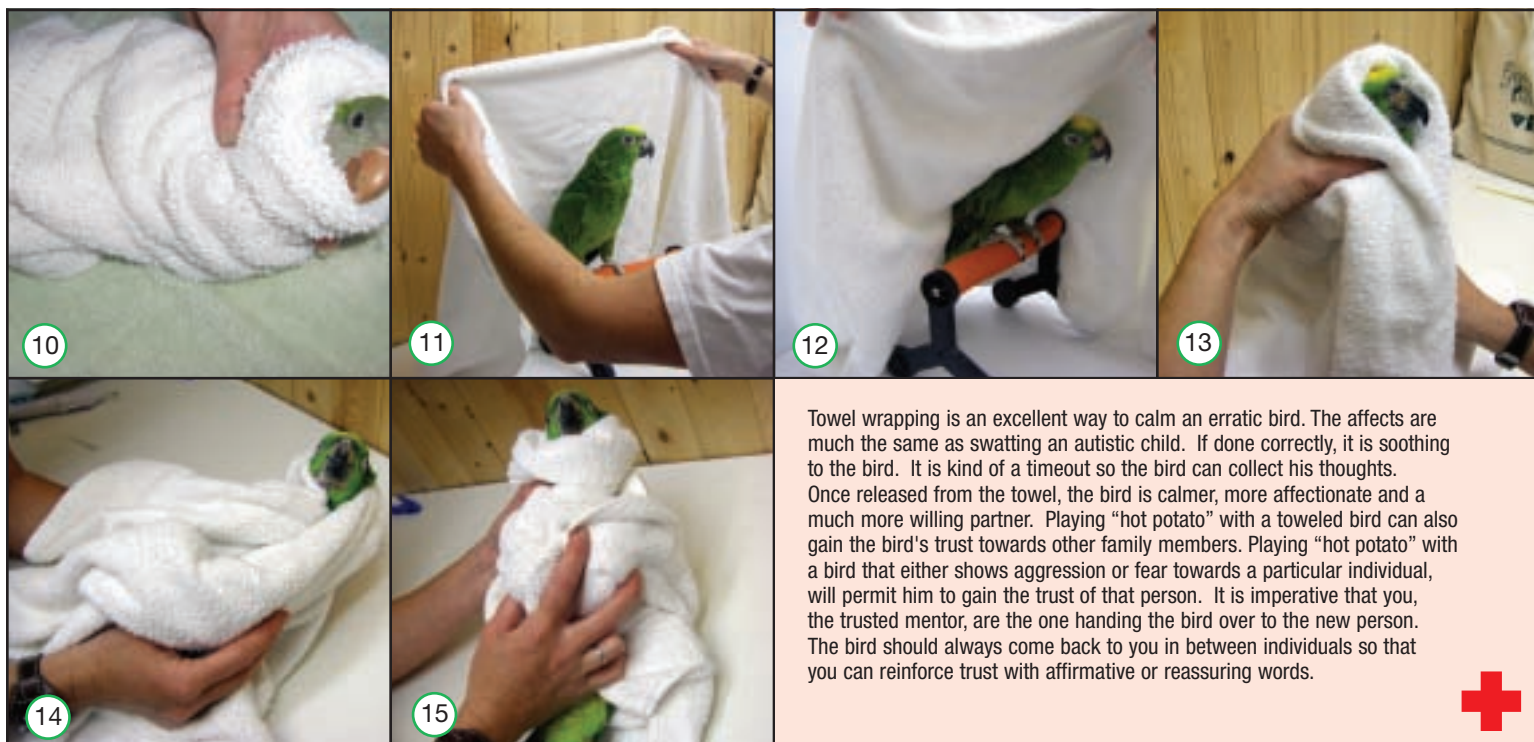 10
11
12
13
14
15
Towel wrapping is an excellent way to calm an erratic bird. The affects are
much the same as swatting an autistic child. If done correctly, it is soothing
to the bird. It is kind of a timeout so the bird can collect his thoughts.
Once released from the towel, the bird is calmer, more affectionate and a
much more willing partner. Playing “hot potato” with a toweled bird can also
gain the bird's trust towards other family members. Playing “hot potato” with
a bird that either shows aggression or fear towards a particular individual,
will permit him to gain the trust of that person. It is imperative that you,
the trusted mentor, are the one handing the bird over to the new person.
The bird should always come back to you in between individuals so that
you can reinforce trust with affirmative or reassuring words.